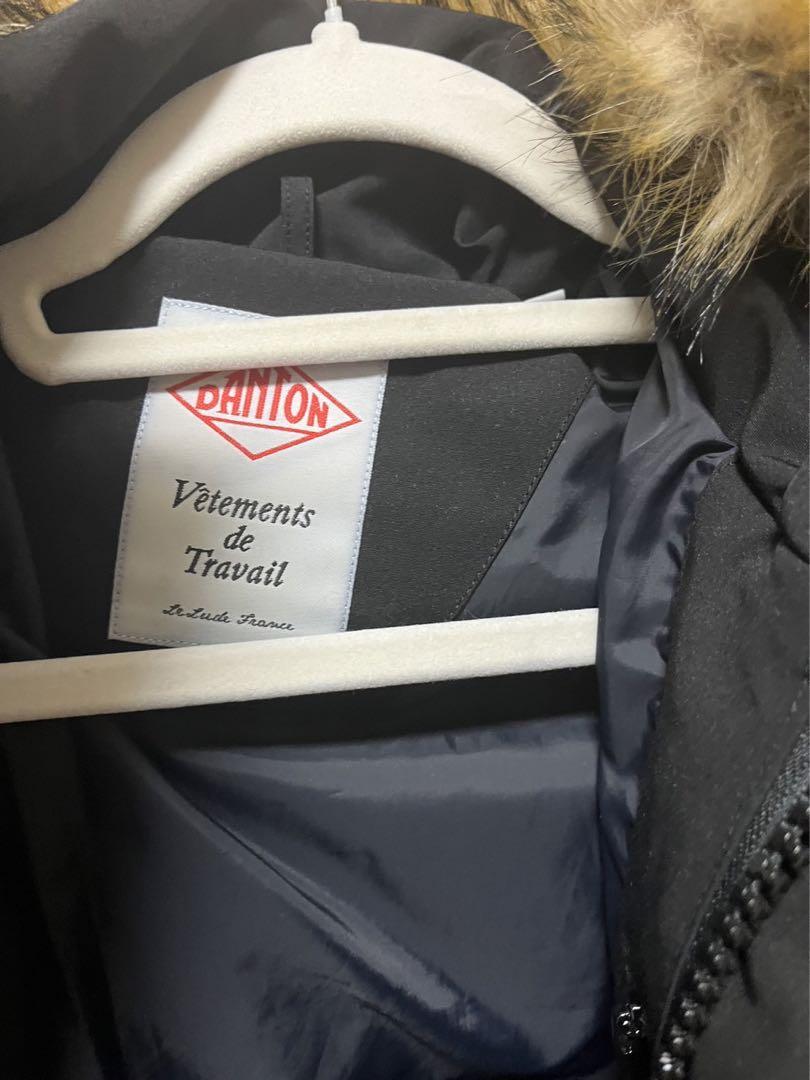 DANTON
Vêtements
de
Travail
Le Lude France